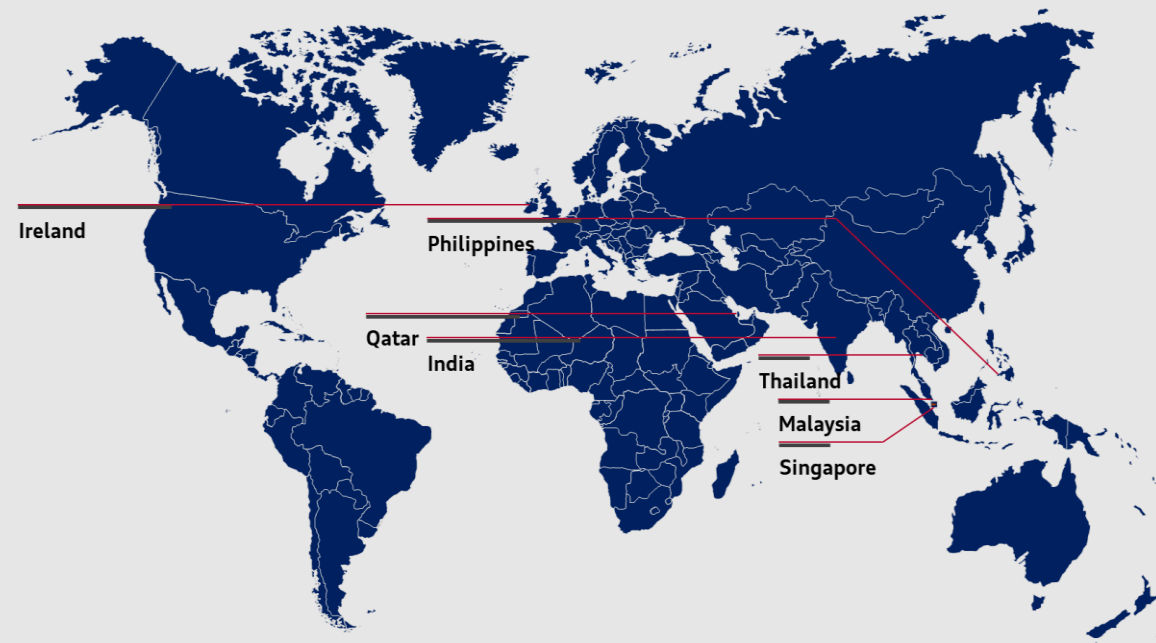 Ireland
Philippines
Qatar
India
Thailand
Malaysia
Singapore